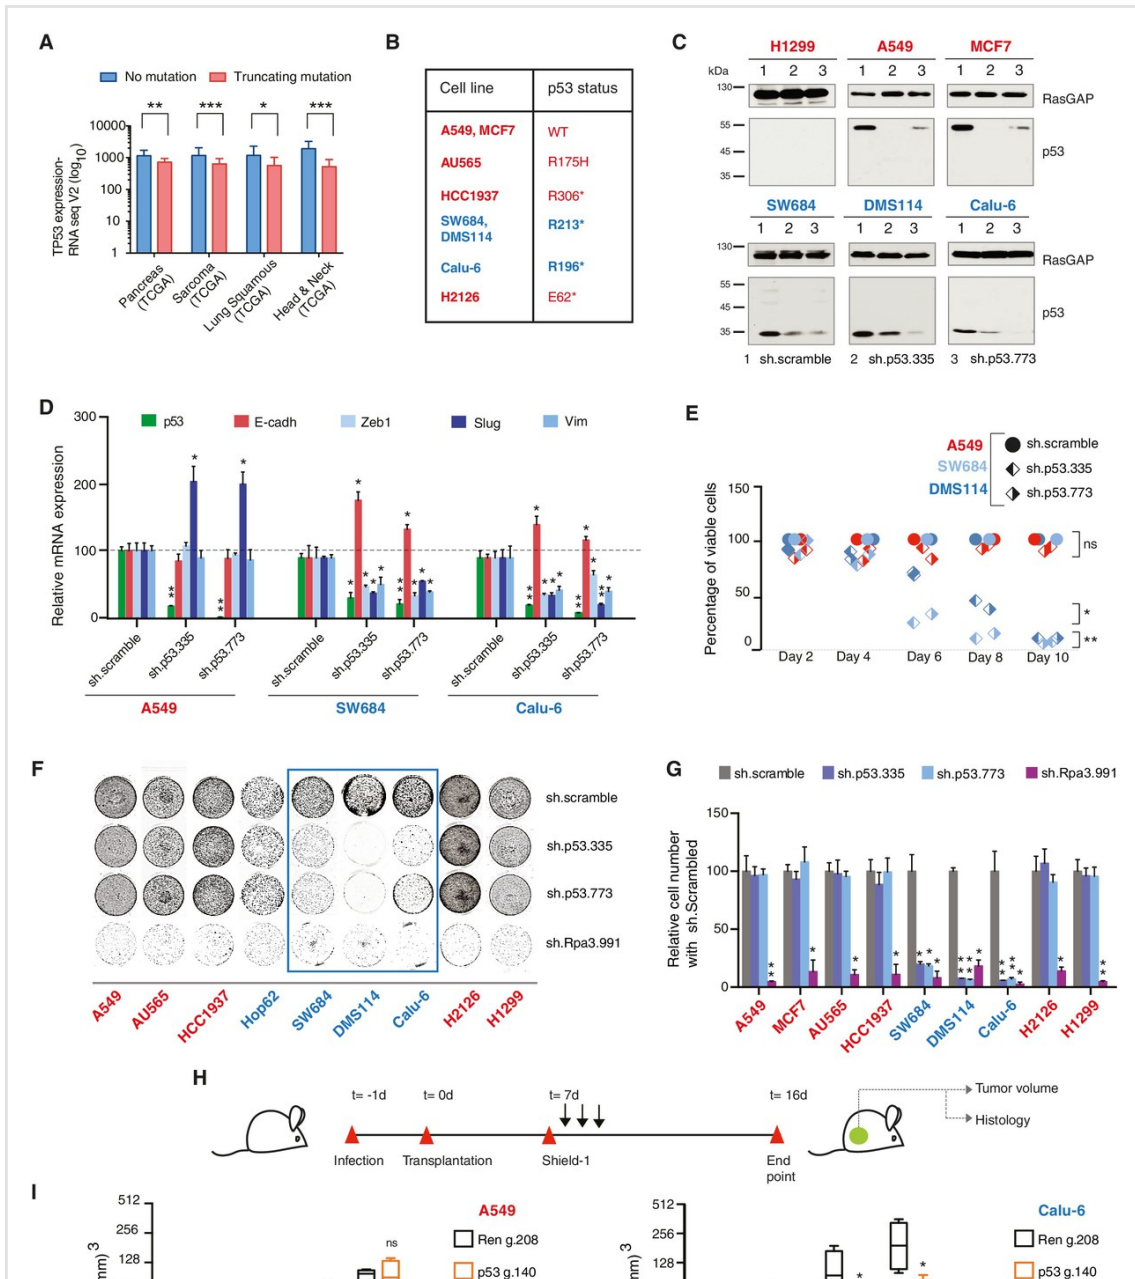 A
No mutation
Truncating mutation
** *** * ***
10000
1000
100
10
1
TP53 expression-
RNA seq V2 (log10)
Pancreas
(TCGA)
Sarcoma
(TCGA)
Lung Squamous
(TCGA)
Head & Neck
(TCGA)
B
Cell line p53 status
A549, MCF7 WT
AU565 R175H
HCC1937 R306*
SW684,
DMS114 R213*
Calu-6 R196*
H2126 E62*
C
H1299 A549 MCF7
kDa 1 2 3 1 2 3 1 2 3
130 RasGAP
55
45
35
p53
SW684 DMS114 Calu-6
1 2 3 1 2 3 1 2 3
130 RasGAP
55
45
35
p53
1 sh.scramble 2 sh.p53.335 3 sh.p53.773
D
p53 E-cadh Zeb1 Slug Vim
300
200
100
0
Relative mRNA expression
sh.scramble
sh.p53.335
sh.p53.773
sh.scramble
sh.p53.335
sh.p53.773
sh.scramble
sh.p53.335
sh.p53.773
A549 SW684 Calu-6
E
A549
SW684
DMS114
sh.scramble
sh.p53.335
sh.p53.773
150
100
50
0
Percentage of viable cells
ns
*
**
Day 2 Day 4 Day 6 Day 8 Day 10
F
sh.scramble
sh.p53.335
sh.p53.773
sh.Rpa3.991
A549
AU565
HCC1937
Hop62
SW684
DMS114
Calu-6
H2126
H1299
G
sh.scramble sh.p53.335 sh.p53.773 sh.Rpa3.991
150
100
50
0
Relative cell number
with sh.Scrambled
A549
MCF7
AU565
HCC1937
SW684
DMS114
Calu-6
H2126
H1299
H
t= -1d t= 0d t= 7d t= 16d
Infection Transplantation Shield-1 End
point
Tumor volume
Histology
I
512
256
128
mm) 3
ns
A549
Ren g.208
p53 g.140
512
256
128
mm) 3
*
*
Calu-6
Ren g.208
p53 g.140